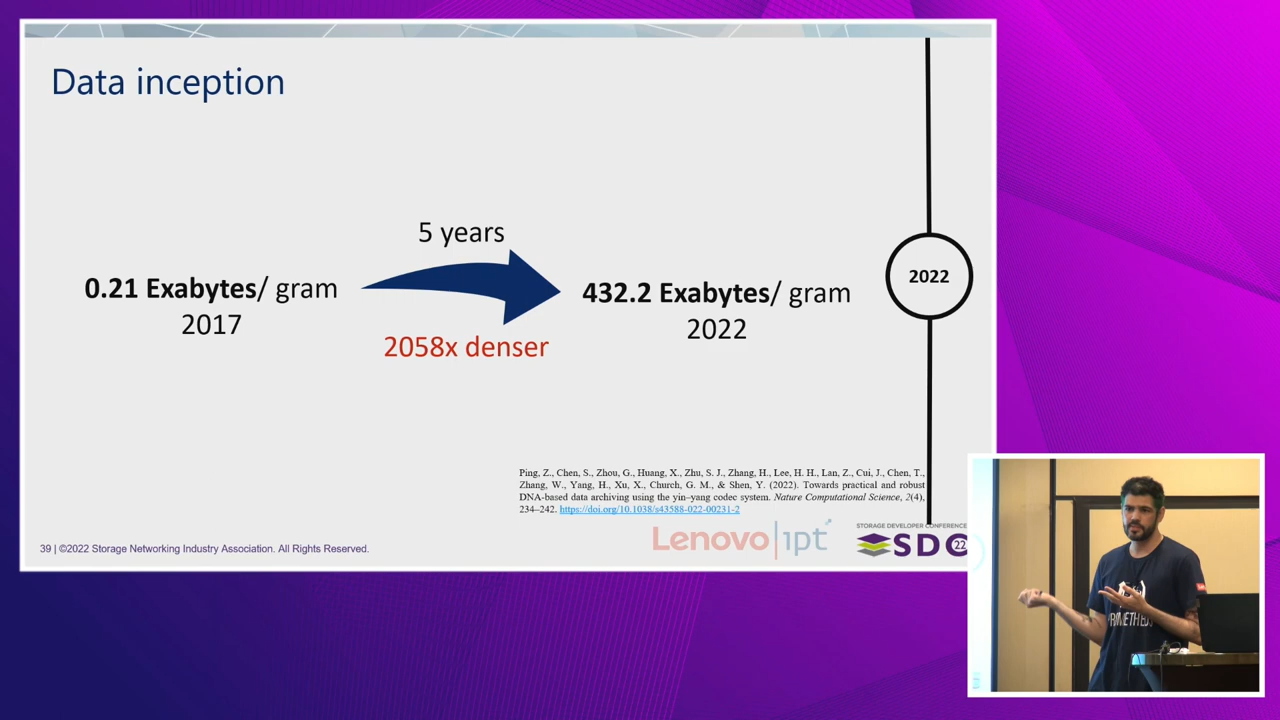 Data inception
5 years
0.21 Exabytes/ gram
2017
2058x denser
432.2 Exabytes/ gram
2022
2022
Ping, Z., Chen, S., Zhou, G., Huang, X., Zhu, S. J., Zhang, H., Lee, H. H., Lan, Z., Cui, J., Chen, T.,
Zhang, W., Yang, H., Xu, X., Church, G. M., & Shen, Y. (2022). Towards practical and robust
DNA-based data archiving using the yin–yang codec system. Nature Computational Science, 2(4),
234–242. https://doi.org/10.1038/s43588-022-00231-2
39 | ©2022 Storage Networking Industry Association. All Rights Reserved.
Lenovo | ipt
STORAGE DEVELOPER CONFERENCE
SDC 22